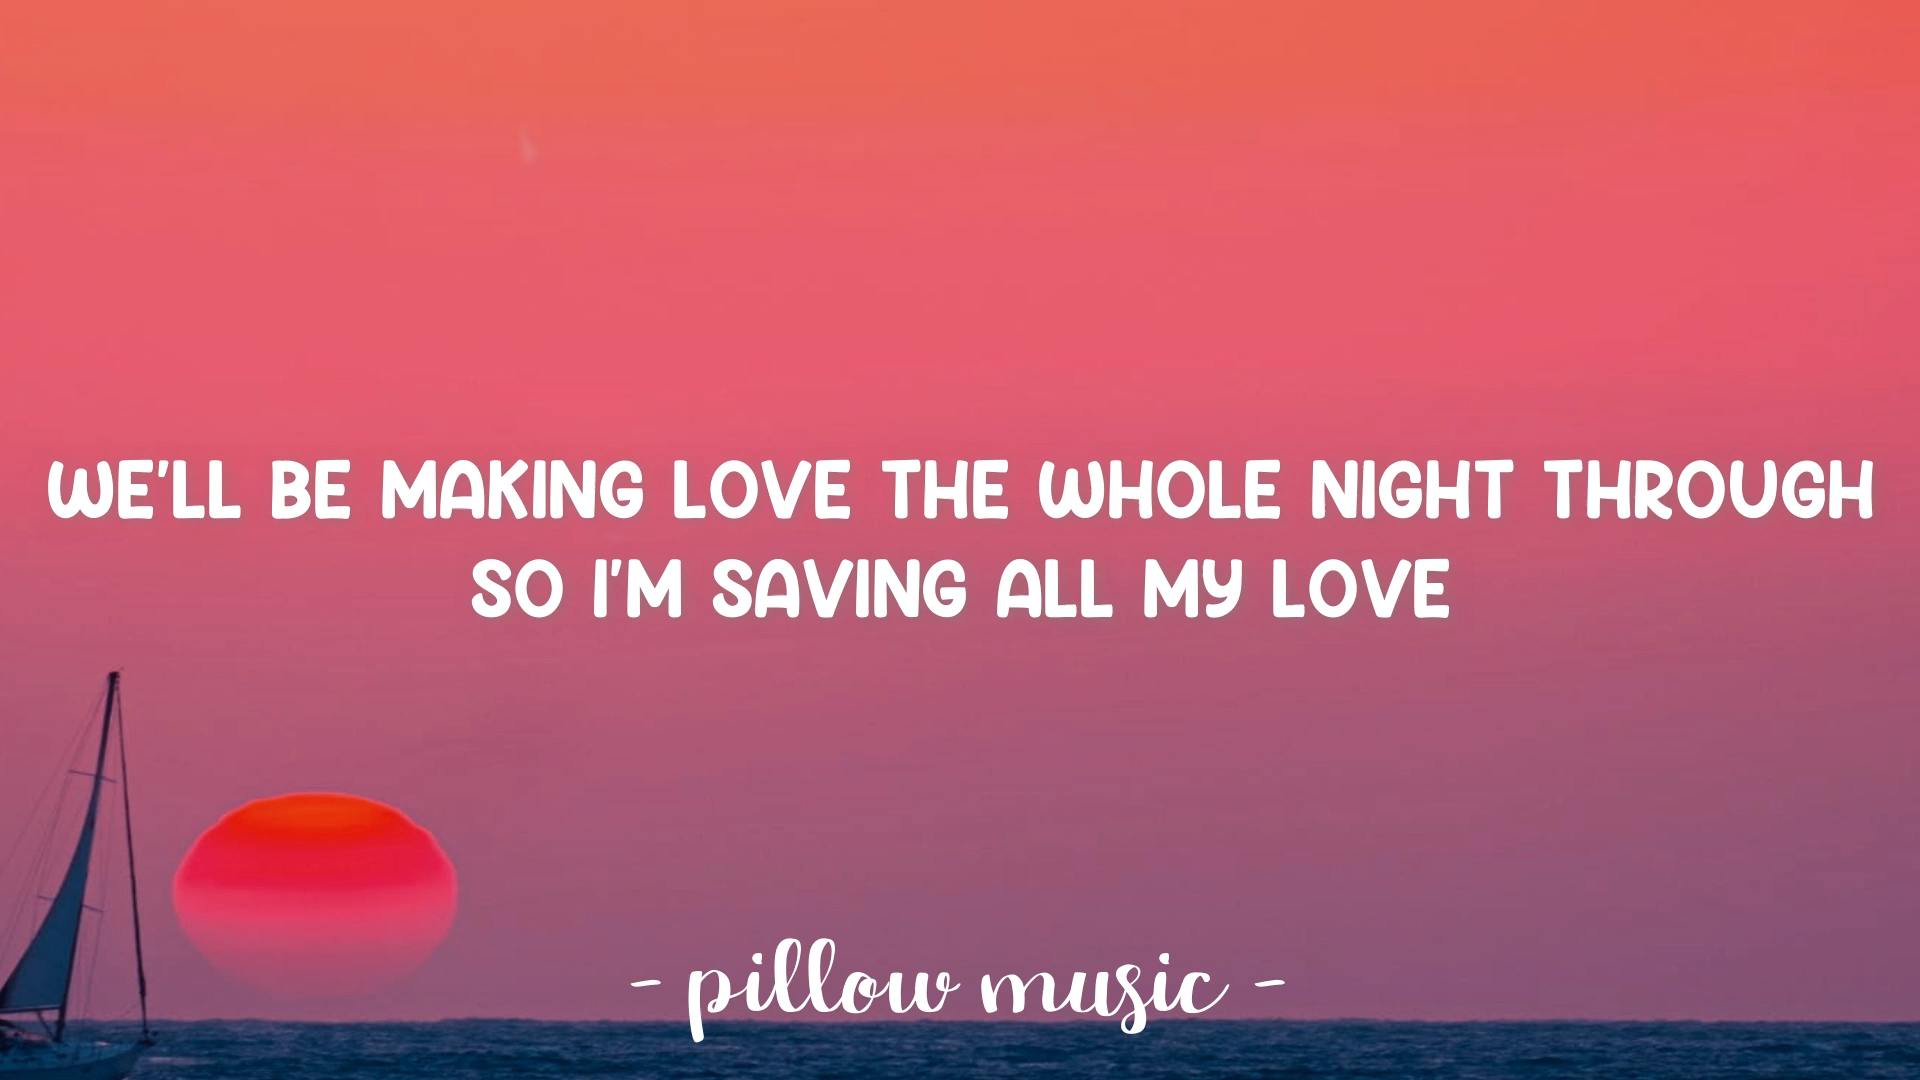 WE'LL BE MAKING LOVE THE WHOLE NIGHT THROUGH
SO I'M SAVING ALL MY LOVE
- pillow music -